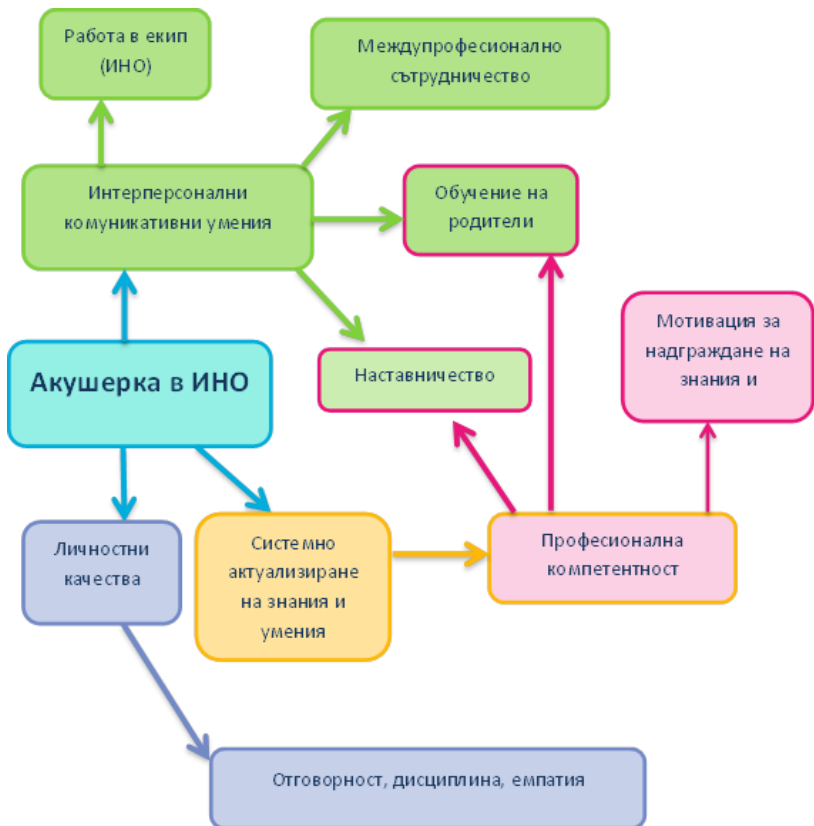 Работа в екип
(ИНО)
Междупрофесионално
сътрудничество
Интерперсонални
комуникативни умения
Обучение на
родители
Мотивация за
надграждане на
знания и
Акушерка в ИНО
Наставничество
Личностни
качества
Системно
актуализиране
на знания и
умения
Професионална
компетентност
Отговорност, дисциплина, емпатия